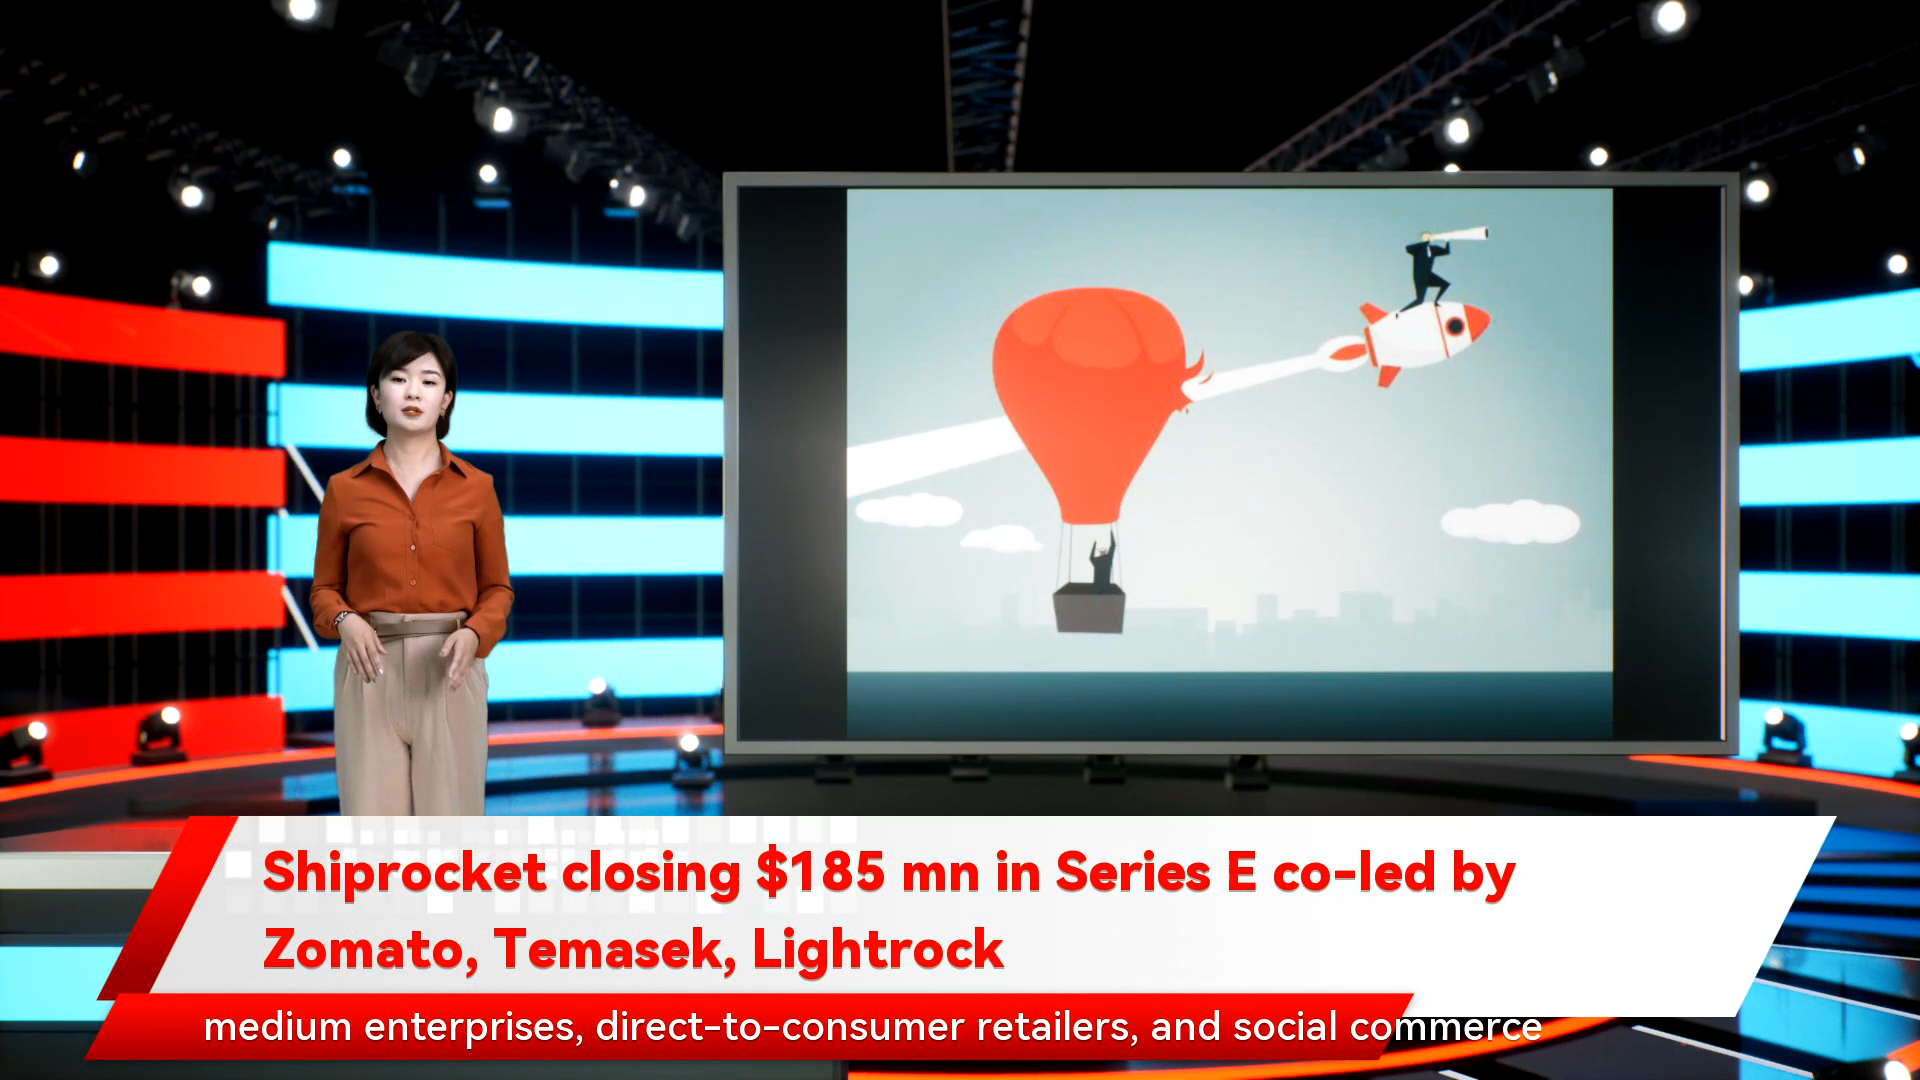 Shiprocket closing $185 mn in Series E co-led by
Zomato, Temasek, Lightrock
medium enterprises, direct-to-consumer retailers, and social commerce